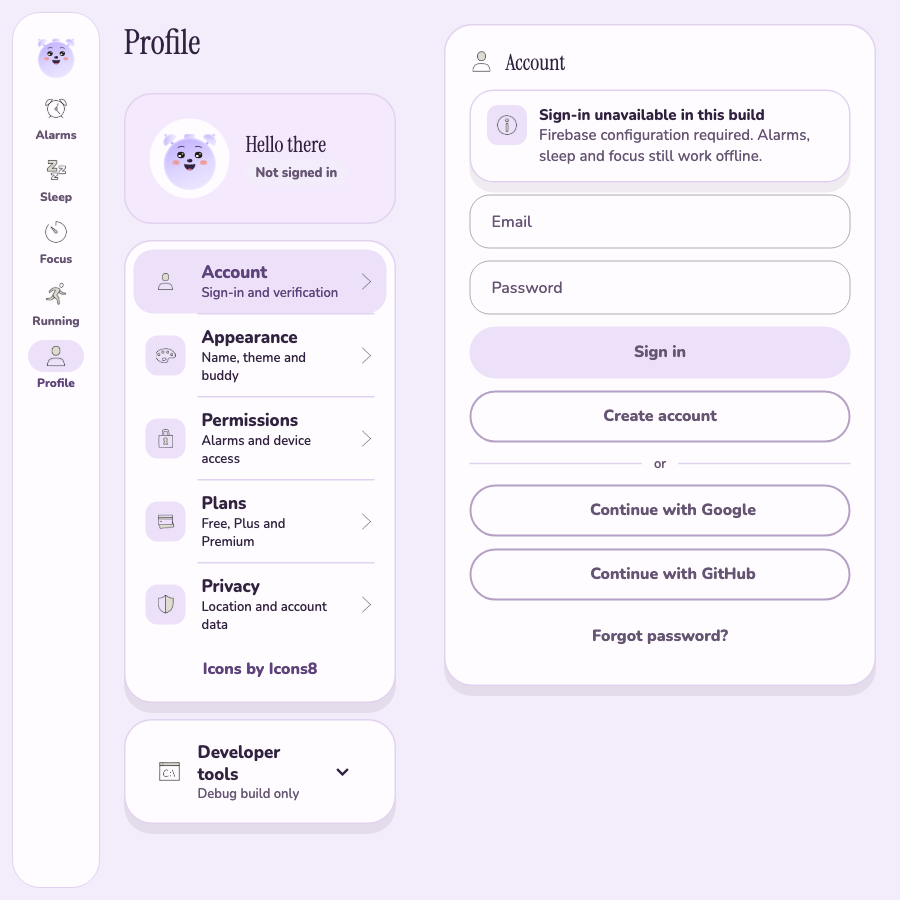 Alarms
Sleep
Focus
Running
Profile
Profile
Hello there
Not signed in
Account
Sign-in and verification
Appearance
Name, theme and
buddy
Permissions
Alarms and device
access
Plans
Free, Plus and
Premium
Privacy
Location and account
data
Icons by Icons8
C:\
Developer
tools
Debug build only
Account
Sign-in unavailable in this build
Firebase configuration required. Alarms,
sleep and focus still work offline.
Email
Password
Sign in
Create account
or
Continue with Google
Continue with GitHub
Forgot password?